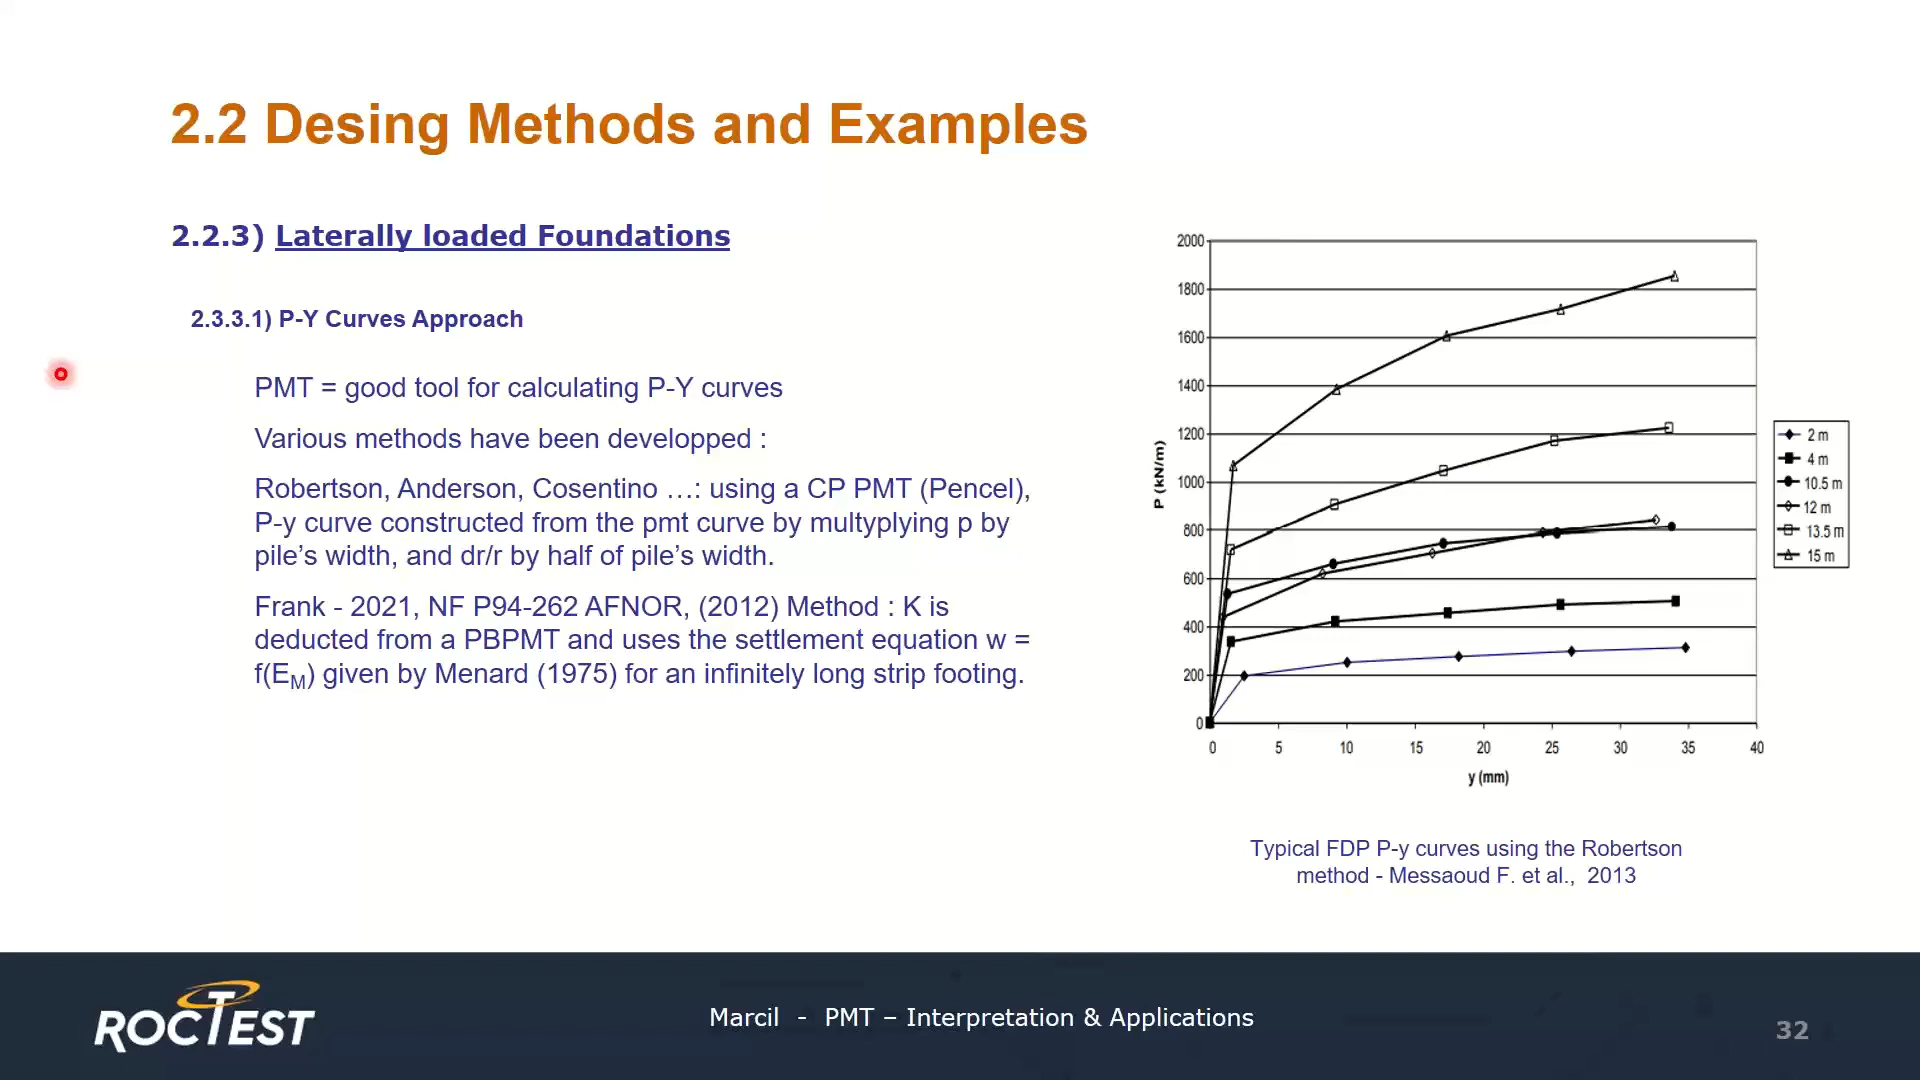 2.2 Desing Methods and Examples
2.2.3) Laterally loaded Foundations
2.3.3.1) P-Y Curves Approach
PMT = good tool for calculating P-Y curves
Various methods have been developped :
Robertson, Anderson, Cosentino …: using a CP PMT (Pencel),
P-y curve constructed from the pmt curve by multyplying p by
pile’s width, and dr/r by half of pile’s width.
Frank - 2021, NF P94-262 AFNOR, (2012) Method : K is
deducted from a PBPMT and uses the settlement equation w =
f(EM) given by Menard (1975) for an infinitely long strip footing.
2000
1800
1600
1400
1200
1000
800
600
400
200
0
P (kN/m)
0 5 10 15 20 25 30 35 40
y (mm)
2 m
4 m
10.5 m
12 m
13.5 m
15 m
Typical FDP P-y curves using the Robertson
method - Messaoud F. et al., 2013
ROCTEST
Marcil - PMT – Interpretation & Applications
32